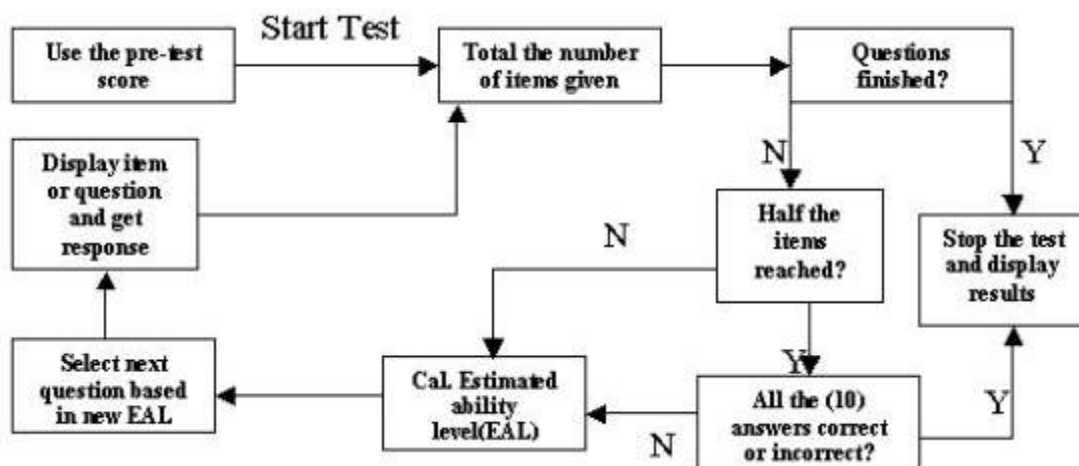 Start Test
Use the pre-test
score
Total the number
of items given
Questions
finished?
N
Y
Display item
or question
and get
response
Half the
items
reached?
N
Stop the test
and display
results
Y
Select next
question based
in new EAL
Cal. Estimated
ability
level(EAL)
N
All the (10)
answers correct
or incorrect?
Y